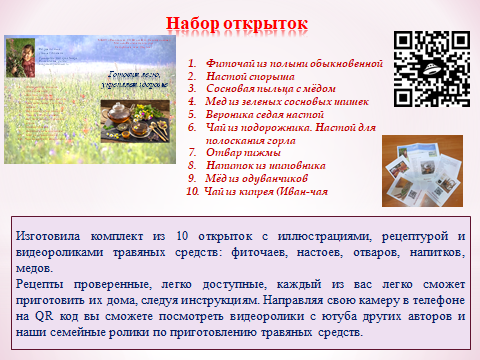 Набор открыток
Готовим легко,
укрепляем здоровье
1. Фиточай из полыни обыкновенной
2. Настой спорыша
3. Сосновая пыльца с мёдом
4. Мед из зеленых сосновых шишек
5. Вероника седая настой
6. Чай из подорожника. Настой для
полоскания горла
7. Отвар пижмы
8. Напиток из шиповника
9. Мёд из одуванчиков
10. Чай из кипрея (Иван-чая
Изготовила комплект из 10 открыток с иллюстрациями, рецептурой и
видеороликами травяных средств: фиточаев, настоев, отваров, напитков,
медов.
Рецепты проверенные, легко доступные, каждый из вас легко сможет
приготовить их дома, следуя инструкциям. Направляя свою камеру в телефоне
на QR код вы сможете посмотреть видеоролики с ютуба других авторов и
наши семейные ролики по приготовлению травяных средств.